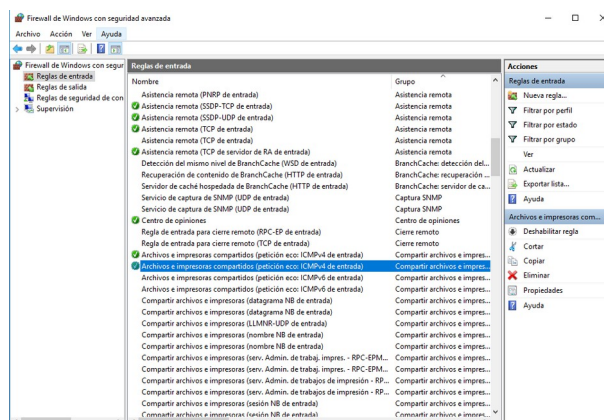 Firewall de Windows con seguridad avanzada
Archivo Acción Ver Ayuda
Firewall de Windows con segur
Reglas de entrada
Reglas de salida
Reglas de seguridad de con
Supervisión
Reglas de entrada
Nombre Grupo
Asistencia remota (PNRP de entrada) Asistencia remota
Asistencia remota (SSDP-TCP de entrada) Asistencia remota
Asistencia remota (SSDP-UDP de entrada) Asistencia remota
Asistencia remota (TCP de entrada) Asistencia remota
Asistencia remota (TCP de servidor de RA de entrada) Asistencia remota
Detección del mismo nivel de BranchCache (WSD de entrada) BranchCache: detección del...
Recuperación de contenido de BranchCache (HTTP de entrada) BranchCache: recuperación ...
Servidor de caché hospedada de BranchCache (HTTP de entrada) BranchCache: servidor de ca...
Servicio de captura de SNMP (UDP de entrada) Captura SNMP
Servicio de captura de SNMP (UDP de entrada) Captura SNMP
Centro de opiniones Centro de opiniones
Regla de entrada para cierre remoto (RPC-EP de entrada) Cierre remoto
Regla de entrada para cierre remoto (TCP de entrada) Cierre remoto
Archivos e impresoras compartidos (petición eco: ICMPv4 de entrada) Compartir archivos e impres...
Archivos e impresoras compartidos (petición eco: ICMPv4 de entrada) Compartir archivos e impres...
Archivos e impresoras compartidos (petición eco: ICMPv6 de entrada) Compartir archivos e impres...
Archivos e impresoras compartidos (petición eco: ICMPv6 de entrada) Compartir archivos e impres...
Compartir archivos e impresoras (datagrama NB de entrada) Compartir archivos e impres...
Compartir archivos e impresoras (datagrama NB de entrada) Compartir archivos e impres...
Compartir archivos e impresoras (LLMNR-UDP de entrada) Compartir archivos e impres...
Compartir archivos e impresoras (nombre NB de entrada) Compartir archivos e impres...
Compartir archivos e impresoras (nombre NB de entrada) Compartir archivos e impres...
Compartir archivos e impresoras (serv. Admin. de trabaj. impres. - RPC-EPM... Compartir archivos e impres...
Compartir archivos e impresoras (serv. Admin. de trabaj. impres. - RPC-EPM... Compartir archivos e impres...
Compartir archivos e impresoras (serv. Admin. de trabajos de impresión - RP... Compartir archivos e impres...
Compartir archivos e impresoras (serv. Admin. de trabajos de impresión - RP... Compartir archivos e impres...
Compartir archivos e impresoras (sesión NB de entrada) Compartir archivos e impres...
Compartir archivos e impresoras (sesión NB de entrada) Compartir archivos e impres...
Acciones
Reglas de entrada
Nueva regla...
Filtrar por perfil
Filtrar por estado
Filtrar por grupo
Ver
Actualizar
Exportar lista...
Ayuda
Archivos e impresoras com...
Deshabilitar regla
Cortar
Copiar
Eliminar
Propiedades
Ayuda